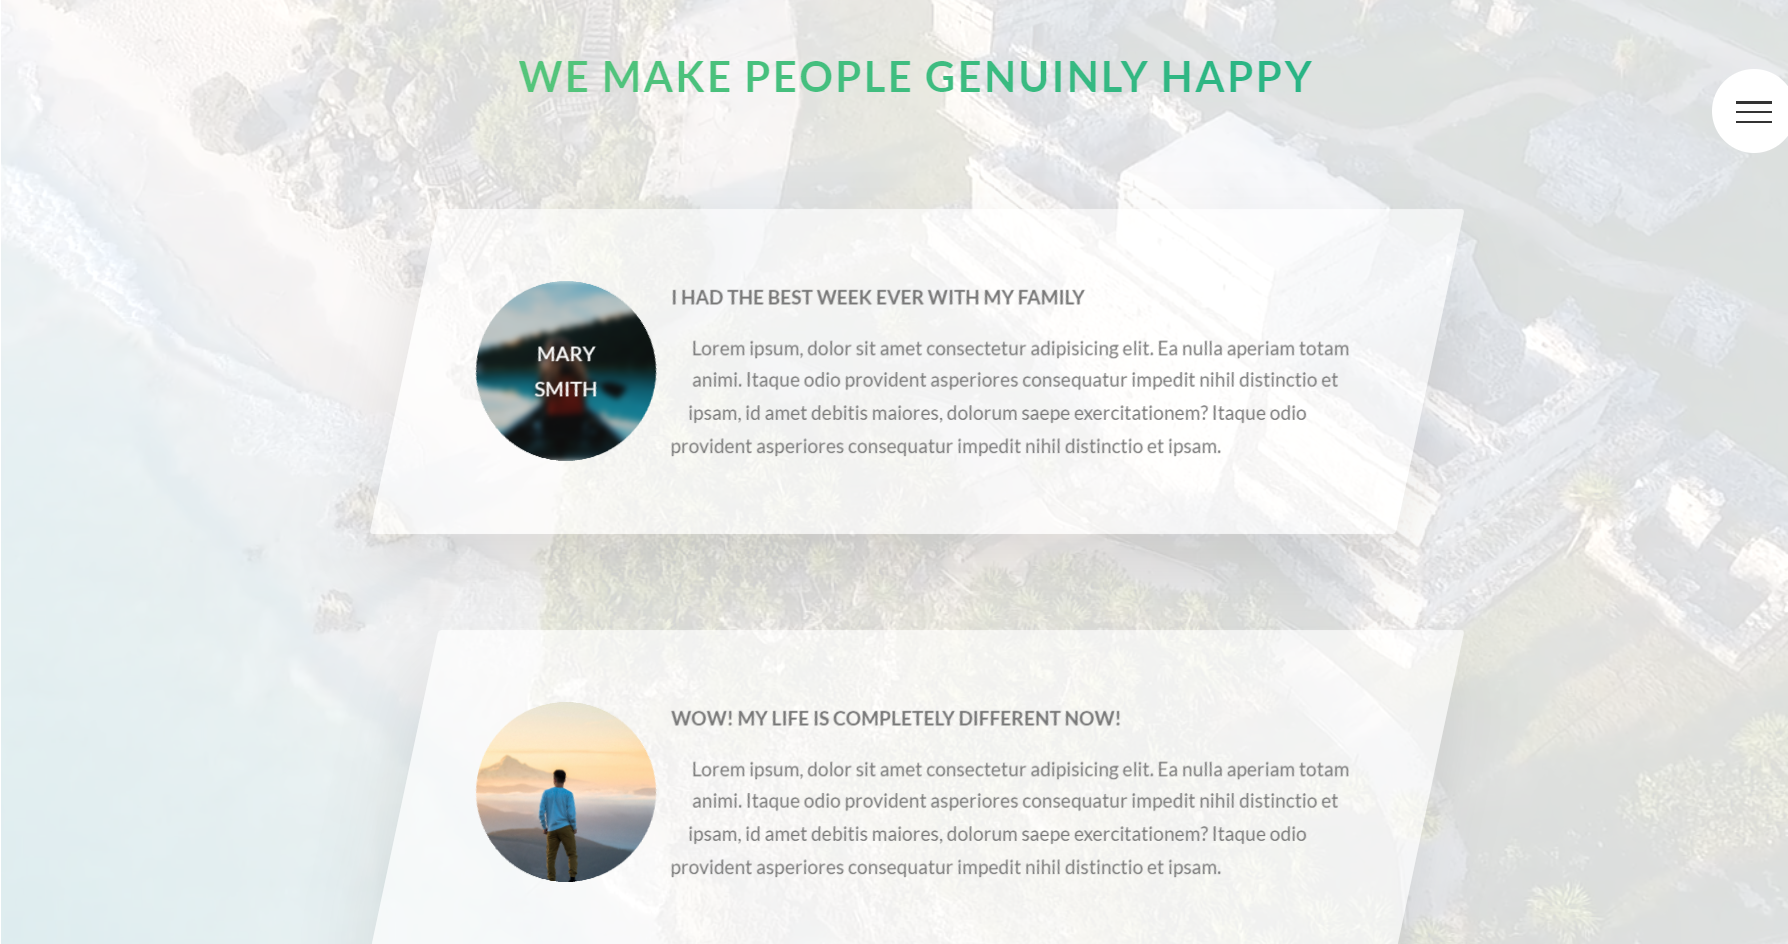 WE MAKE PEOPLE GENUINLY HAPPY
I HAD THE BEST WEEK EVER WITH MY FAMILY
MARY
SMITH
Lorem ipsum, dolor sit amet consectetur adipisicing elit. Ea nulla aperiam totam
animi. Itaque odio provident asperiores consequatur impedit nihil distinctio et
ipsam, id amet debitis maiores, dolorum saepe exercitationem? Itaque odio
provident asperiores consequatur impedit nihil distinctio et ipsam.
WOW! MY LIFE IS COMPLETELY DIFFERENT NOW!
Lorem ipsum, dolor sit amet consectetur adipisicing elit. Ea nulla aperiam totam
animi. Itaque odio provident asperiores consequatur impedit nihil distinctio et
ipsam, id amet debitis maiores, dolorum saepe exercitationem? Itaque odio
provident asperiores consequatur impedit nihil distinctio et ipsam.